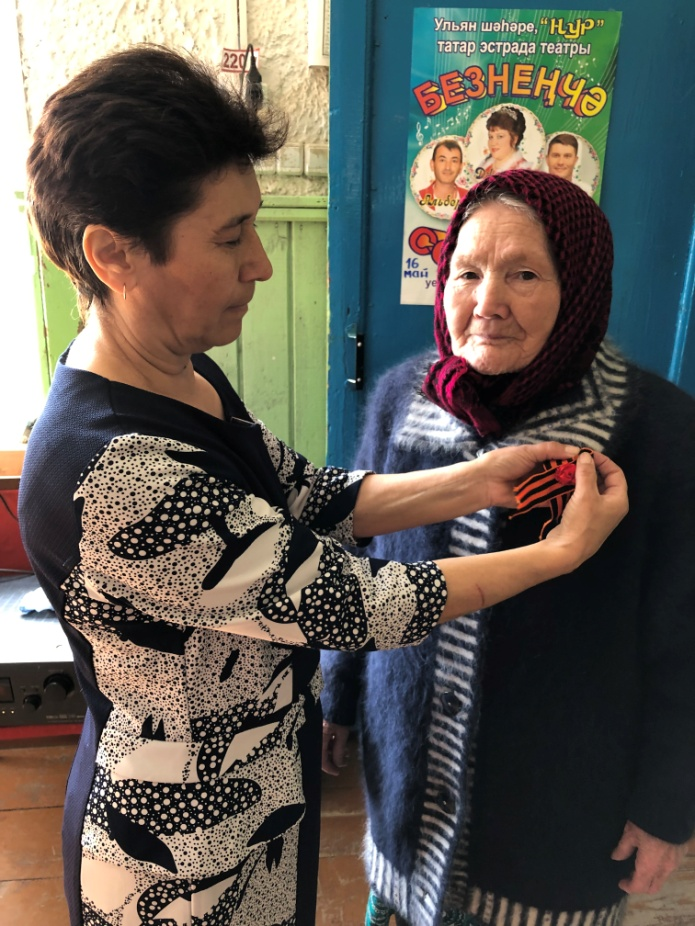 220
Ульян шәһәре, "НУР"
татар эстрада театры
БЕЗНЕҢЧӘ
16
май